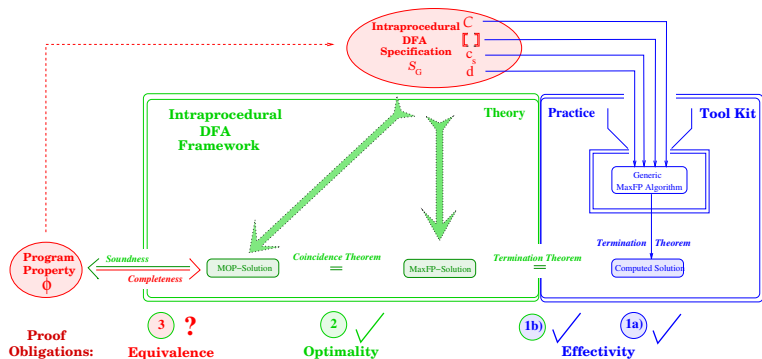 Intraprocedural
DFA
Specification
S_G
C
[[ ]]
c_s
d
Intraprocedural
DFA
Framework
Theory
Practice
Tool Kit
Generic
MaxFP Algorithm
Termination Theorem
Computed Solution
Program
Property
ϕ
Soundness
Completeness
MOP−Solution
Coincidence Theorem
=
MaxFP−Solution
Termination Theorem
=
Proof
Obligations:
3 ?
Equivalence
2
Optimality
1b)
1a)
Effectivity